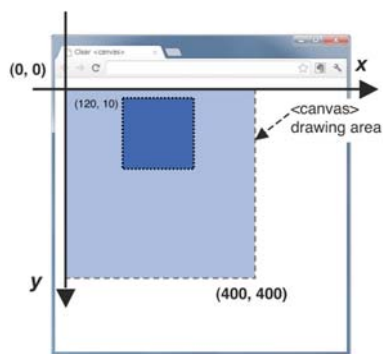 Clear <canvas>
(0, 0)
x
(120, 10)
<canvas>
drawing area
y
(400, 400)